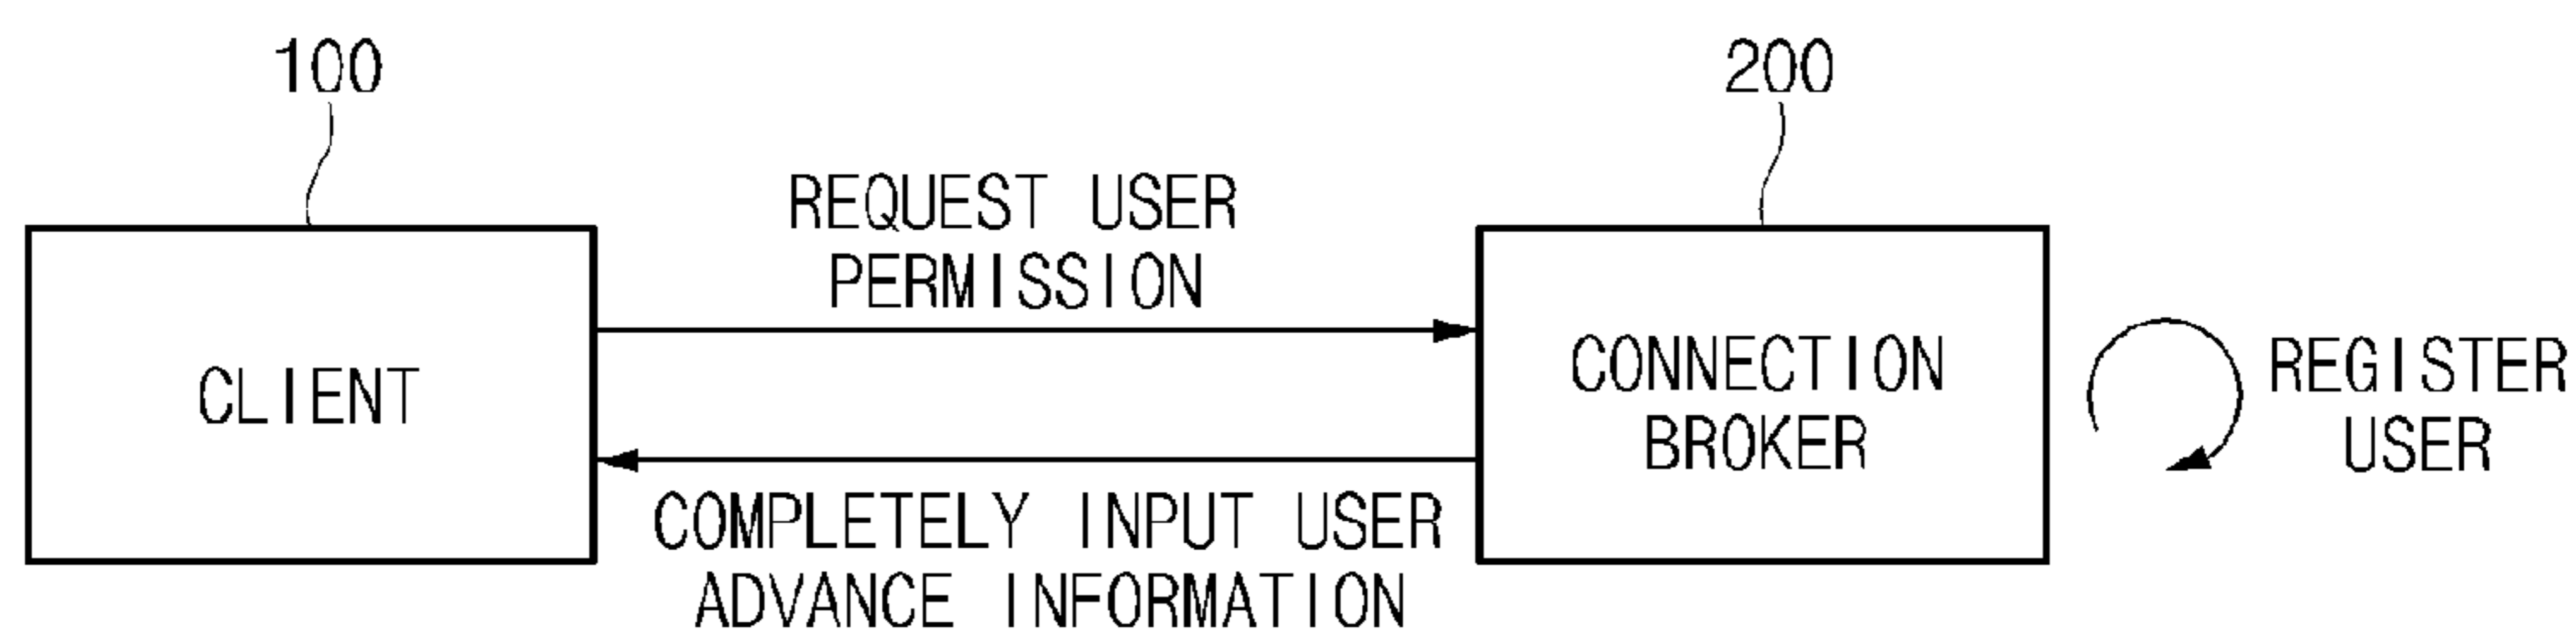 100
200
REQUEST USER
PERMISSION
CLIENT
CONNECTION
BROKER
REGISTER
USER
COMPLETELY INPUT USER
ADVANCE INFORMATION